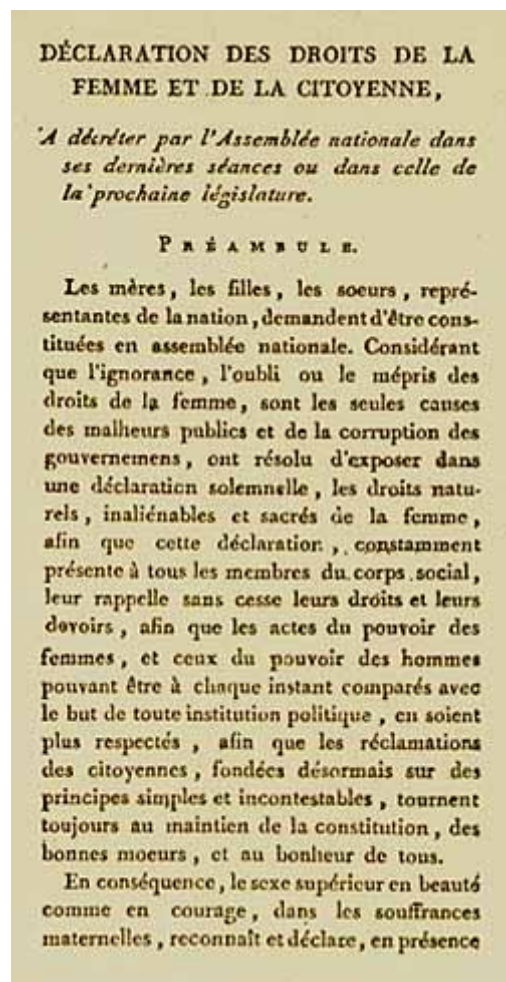 DÉCLARATION DES DROITS DE LA
FEMME ET DE LA CITOYENNE,
A décréter par l'Assemblée nationale dans
ses dernières séances ou dans celle de
la prochaine législature.
PRÉAMBULE.
Les mères, les filles, les soeurs, repré-
sentantes de la nation, demandent d'être cons-
tituées en assemblée nationale. Considérant
que l'ignorance, l'oubli ou le mépris des
droits de la femme, sont les seules causes
des malheurs publics et de la corruption des
gouvernemens, ont résolu d'exposer dans
une déclaration solemnelle, les droits natu-
rels, inaliénables et sacrés de la femme,
afin que cette déclaration, constamment
présente à tous les membres du corps social,
leur rappelle sans cesse leurs droits et leurs
devoirs, afin que les actes du pouvoir des
femmes, et ceux du pouvoir des hommes
pouvant être à chaque instant comparés avec
le but de toute institution politique, en soient
plus respectés, afin que les réclamations
des citoyennes, fondées désormais sur des
principes simples et incontestables, tournent
toujours au maintien de la constitution, des
bonnes moeurs, et au bonheur de tous.
En conséquence, le sexe supérieur en beauté
comme en courage, dans les souffrances
maternelles, reconnaît et déclare, en présence